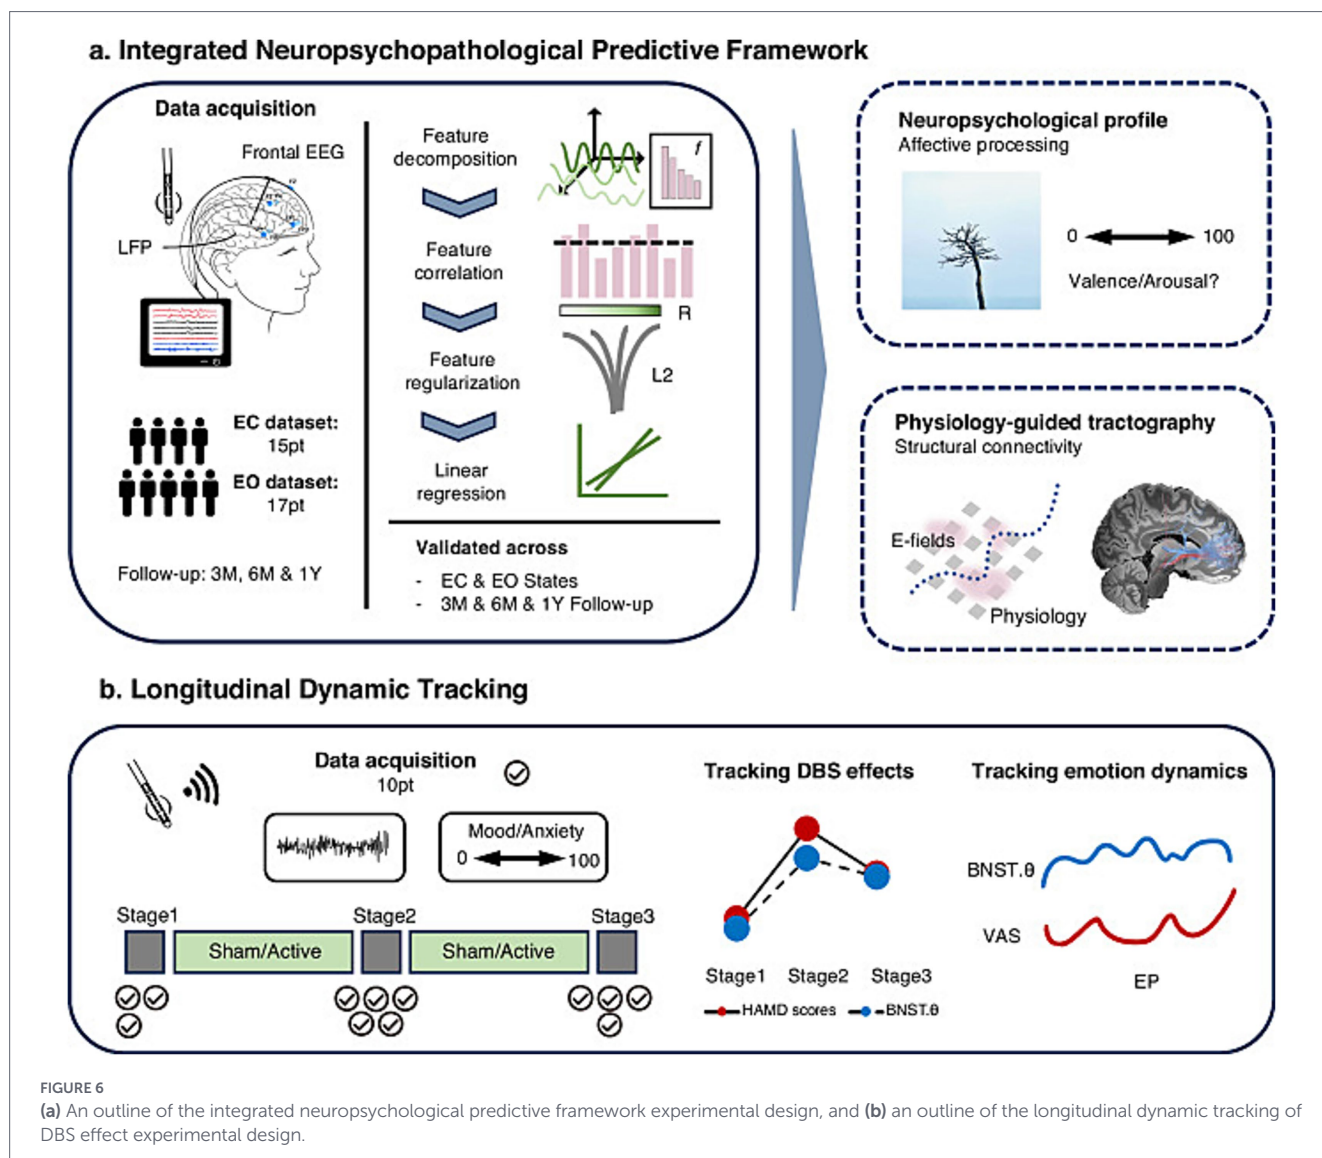 a. Integrated Neuropsychopathological Predictive Framework
Data acquisition
Frontal EEG
LFP
EC dataset:
15pt
EO dataset:
17pt
Follow-up: 3M, 6M & 1Y
Feature
decomposition
f
Feature
correlation
R
Feature
regularization
L2
Linear
regression
Validated across
- EC & EO States
- 3M & 6M & 1Y Follow-up
Neuropsychological profile
Affective processing
0 100
Valence/Arousal?
Physiology-guided tractography
Structural connectivity
E-fields
Physiology
b. Longitudinal Dynamic Tracking
Data acquisition
10pt
Mood/Anxiety
0 100
Stage1 Stage2 Stage3
Sham/Active Sham/Active
Tracking DBS effects
Stage1 Stage2 Stage3
HAMD scores BNST.θ
Tracking emotion dynamics
BNST.θ
VAS
EP
FIGURE 6
(a) An outline of the integrated neuropsychological predictive framework experimental design, and (b) an outline of the longitudinal dynamic tracking of
DBS effect experimental design.